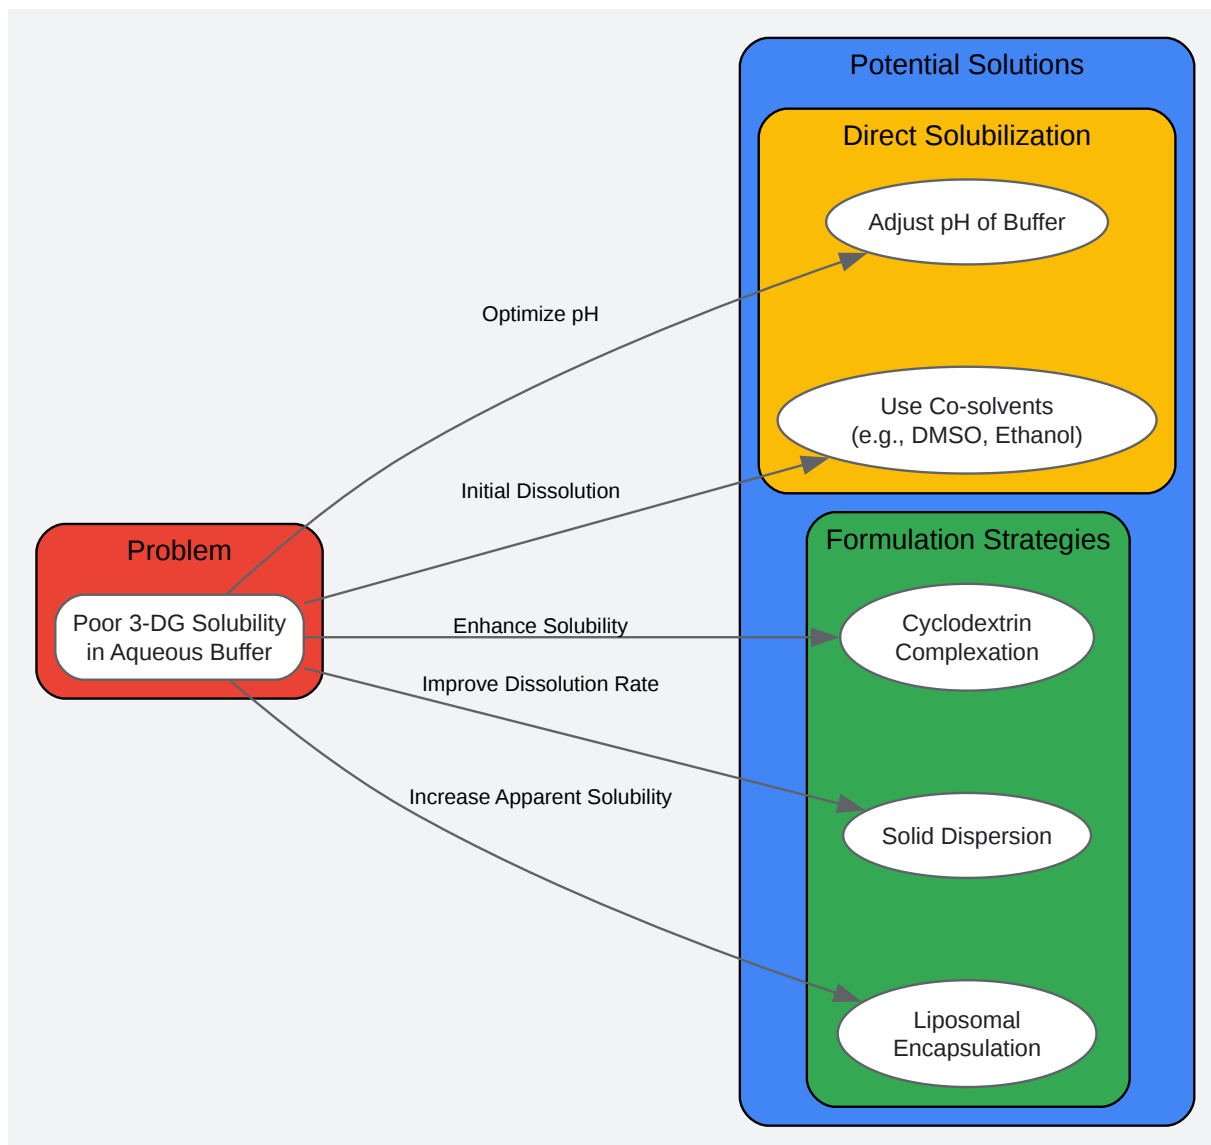 Potential Solutions
Direct Solubilization
Adjust pH of Buffer
Optimize pH
Use Co-solvents
(e.g., DMSO, Ethanol)
Initial Dissolution
Problem
Poor 3-DG Solubility
in Aqueous Buffer
Formulation Strategies
Enhance Solubility
Cyclodextrin
Complexation
Improve Dissolution Rate
Increase Apparent Solubility
Solid Dispersion
Liposomal
Encapsulation